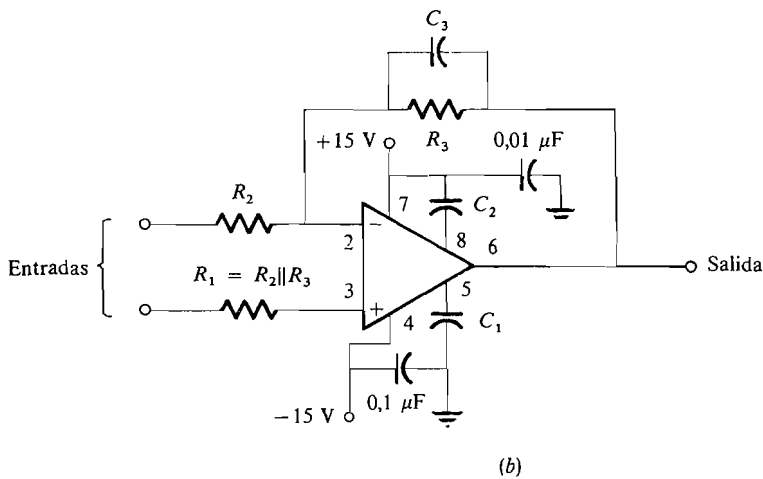 C₃
+15 V
R₃
0,01 μF
R₂
7
C₂
2
−
8
6
Entradas
R₁ = R₂||R₃
Salida
3
+
4
5
C₁
−15 V
0,1 μF
(b)